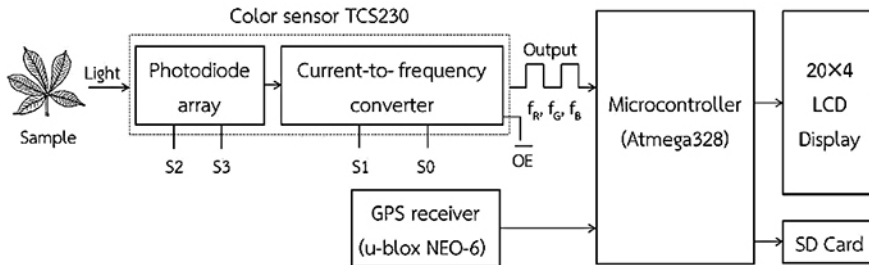 Color sensor TCS230
Light
Sample
Photodiode
array
Current-to- frequency
converter
Output
f_R, f_G, f_B
S2
S3
S1
S0
OE
Microcontroller
(Atmega328)
20×4
LCD
Display
GPS receiver
(u-blox NEO-6)
SD Card